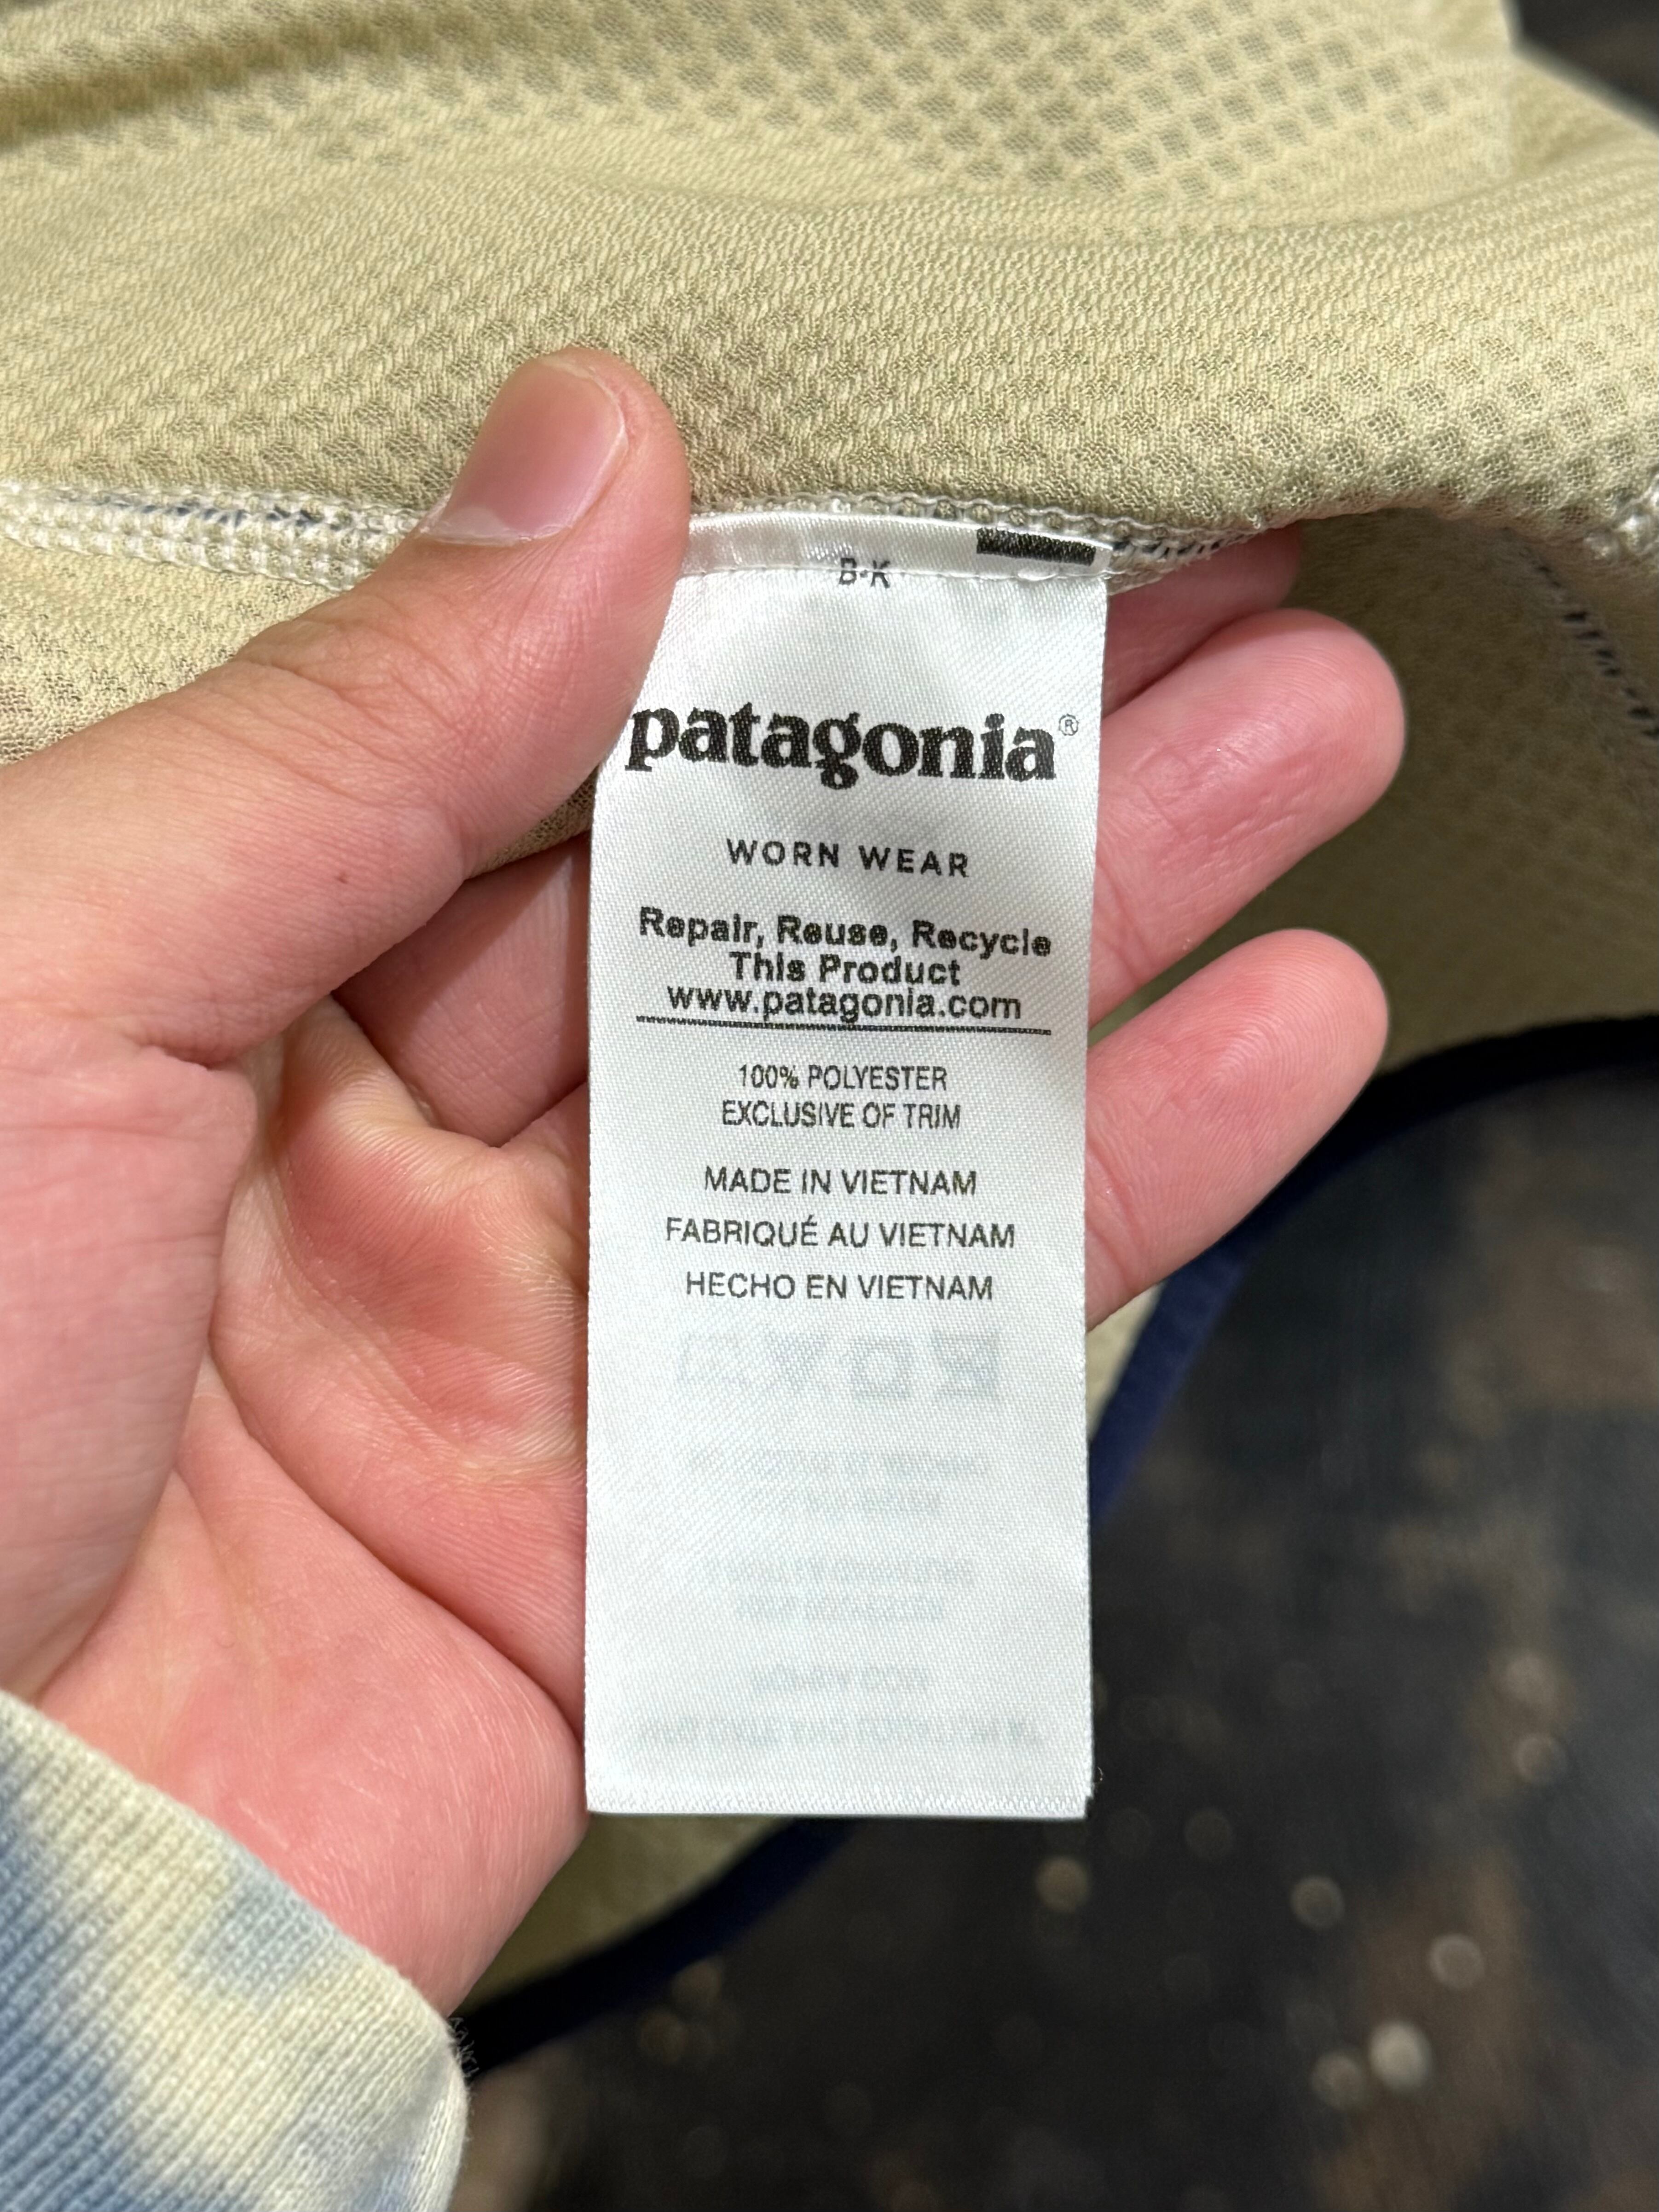 B-K
patagonia®
WORN WEAR
Repair, Reuse, Recycle
This Product
www.patagonia.com
100% POLYESTER
EXCLUSIVE OF TRIM
MADE IN VIETNAM
FABRIQUÉ AU VIETNAM
HECHO EN VIETNAM